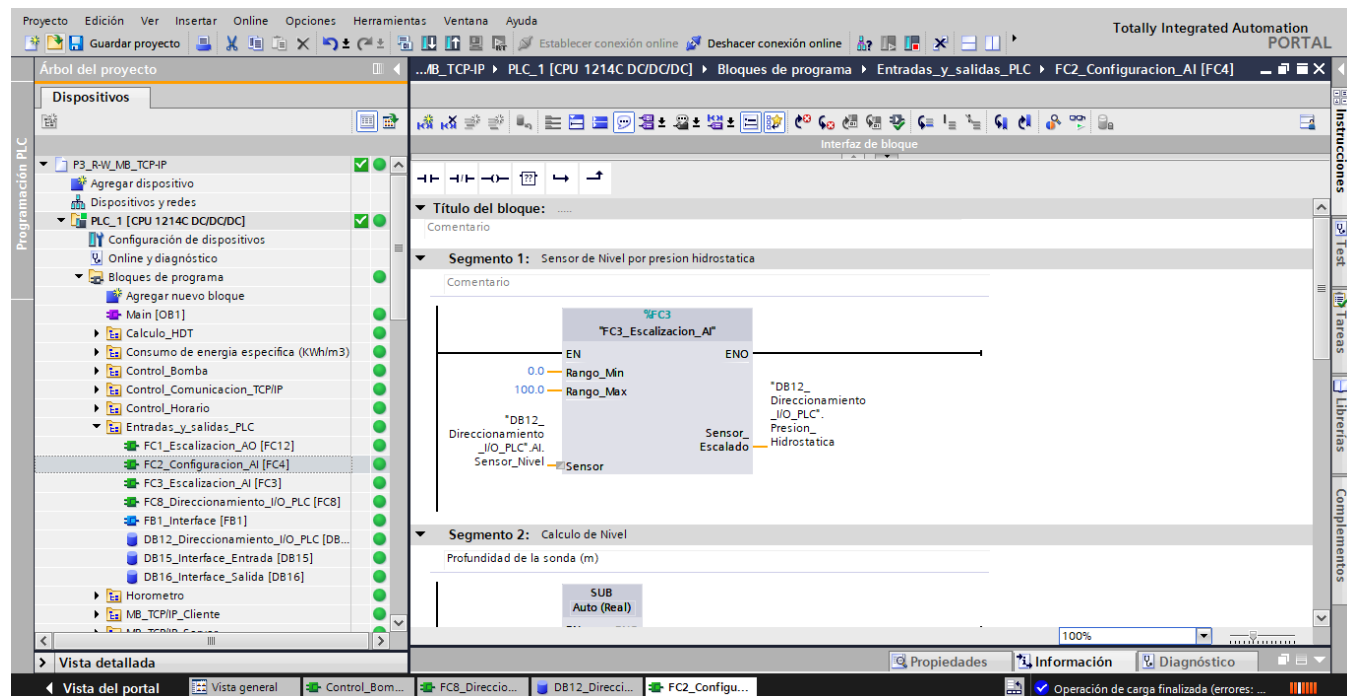 Proyecto Edición Ver Insertar Online Opciones Herramientas Ventana Ayuda
Totally Integrated Automation
PORTAL
Guardar proyecto
Establecer conexión online
Deshacer conexión online
Árbol del proyecto
...MB_TCP-IP PLC_1 [CPU 1214C DC/DC/DC] Bloques de programa Entradas_y_salidas_PLC FC2_Configuracion_AI [FC4]
Dispositivos
Programación PLC
P3_R-W_MB_TCP-IP
Agregar dispositivo
Dispositivos y redes
PLC_1 [CPU 1214C DC/DC/DC]
Configuración de dispositivos
Online y diagnóstico
Bloques de programa
Agregar nuevo bloque
Main [OB1]
Calculo_HDT
Consumo de energia especifica (KWh/m3)
Control_Bomba
Control_Comunicacion_TCP/IP
Control_Horario
Entradas_y_salidas_PLC
FC1_Escalizacion_AO [FC12]
FC2_Configuracion_AI [FC4]
FC3_Escalizacion_AI [FC3]
FC8_Direccionamiento_I/O_PLC [FC8]
FB1_Interface [FB1]
DB12_Direccionamiento_I/O_PLC [DB...
DB15_Interface_Entrada [DB15]
DB16_Interface_Salida [DB16]
Horometro
MB_TCP/IP_Cliente
Vista detallada
Interfaz de bloque
??
Título del bloque: .....
Comentario
Segmento 1: Sensor de Nivel por presion hidrostatica
Comentario
%FC3
"FC3_Escalizacion_AI"
EN ENO
0.0 Rango_Min
100.0 Rango_Max
"DB12_
Direccionamiento
_I/O_PLC".AI.
Sensor_Nivel
Sensor
Sensor_
Escalado
"DB12_
Direccionamiento
_I/O_PLC".
Presion_
Hidrostatica
Segmento 2: Calculo de Nivel
Profundidad de la sonda (m)
SUB
Auto (Real)
100%
Propiedades
Información
Diagnóstico
Instrucciones
Test
Tareas
Librerías
Complementos
Vista del portal
Vista general
Control_Bom...
FC8_Direccio...
DB12_Direcci...
FC2_Configu...
Operación de carga finalizada (errores: ...